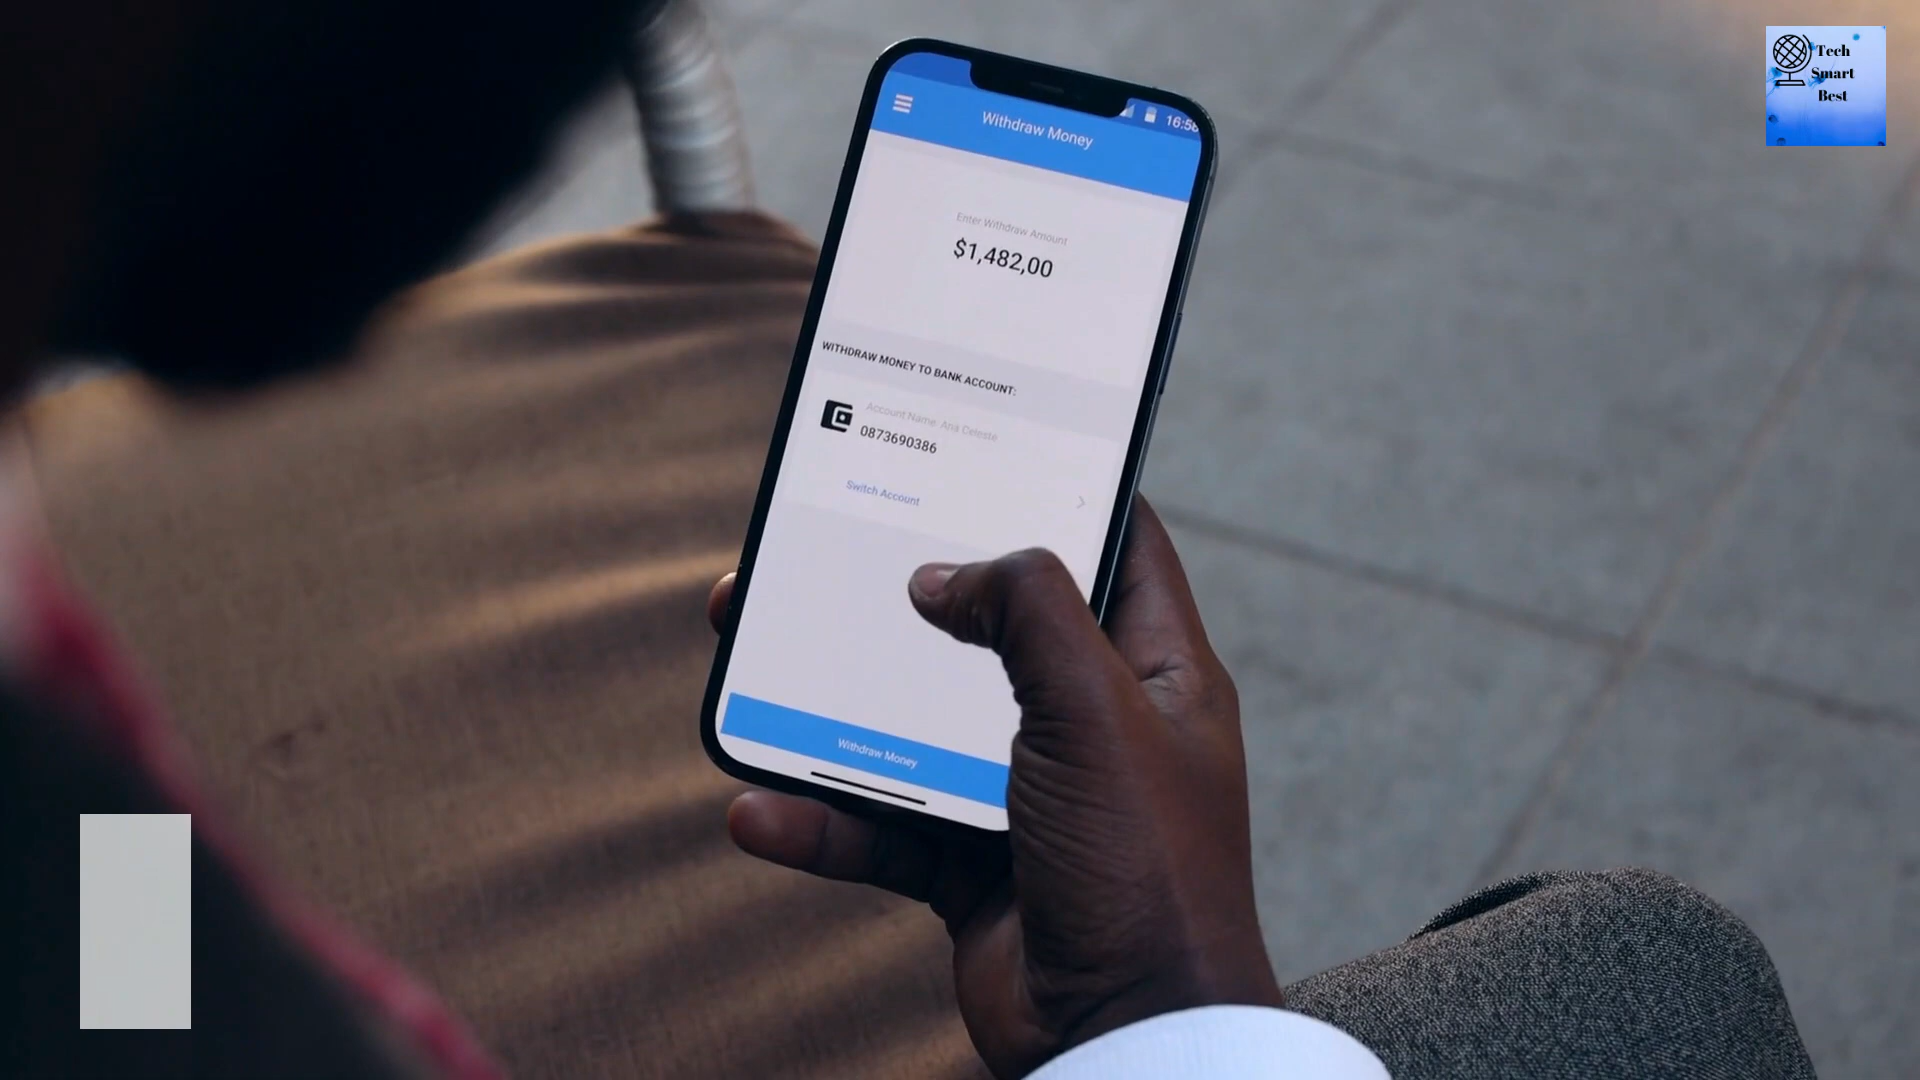 Tech
Smart
Best
16:58
Withdraw Money
Enter Withdraw Amount
$1,482,00
WITHDRAW MONEY TO BANK ACCOUNT:
Account Name: Ana Celeste
0873690386
Switch Account
Withdraw Money